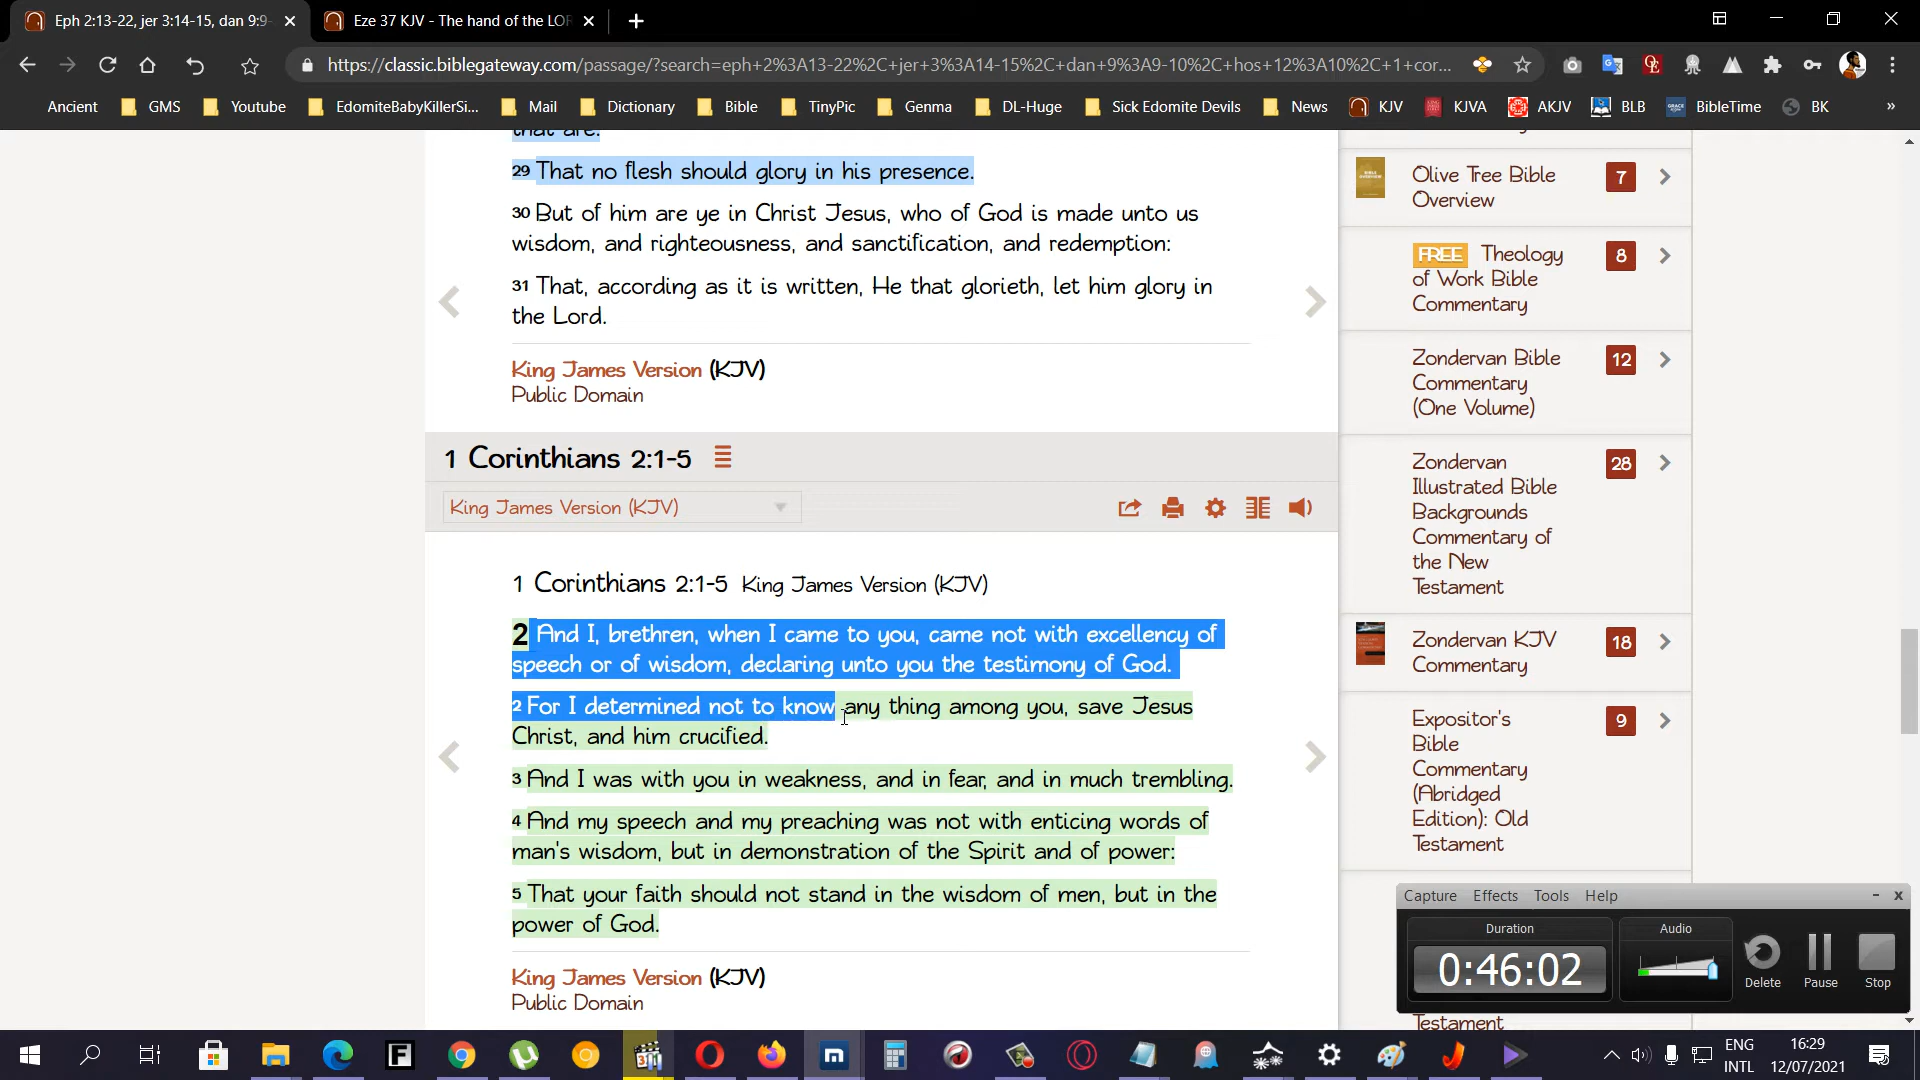 Eph 2:13-22, jer 3:14-15, dan 9:9-
Eze 37 KJV - The hand of the LOR
https://classic.biblegateway.com/passage/?search=eph+2%3A13-22%2C+jer+3%3A14-15%2C+dan+9%3A9-10%2C+hos+12%3A10%2C+1+cor...
Ancient
GMS
Youtube
EdomiteBabyKillerSi...
Mail
Dictionary
Bible
TinyPic
Genma
DL-Huge
Sick Edomite Devils
News
KJV
KJVA
AKJV
BLB
BibleTime
BK
»
that are.
29 That no flesh should glory in his presence.
30 But of him are ye in Christ Jesus, who of God is made unto us
wisdom, and righteousness, and sanctification, and redemption:
31 That, according as it is written, He that glorieth, let him glory in
the Lord.
King James Version (KJV)
Public Domain
1 Corinthians 2:1-5
King James Version (KJV)
1 Corinthians 2:1-5 King James Version (KJV)
2 And I, brethren, when I came to you, came not with excellency of
speech or of wisdom, declaring unto you the testimony of God.
2 For I determined not to know any thing among you, save Jesus
Christ, and him crucified.
3 And I was with you in weakness, and in fear, and in much trembling.
4 And my speech and my preaching was not with enticing words of
man's wisdom, but in demonstration of the Spirit and of power:
5 That your faith should not stand in the wisdom of men, but in the
power of God.
King James Version (KJV)
Public Domain
Olive Tree Bible
Overview
7
FREE Theology
of Work Bible
Commentary
8
Zondervan Bible
Commentary
(One Volume)
12
Zondervan
Illustrated Bible
Backgrounds
Commentary of
the New
Testament
28
Zondervan KJV
Commentary
18
Expositor's
Bible
Commentary
(Abridged
Edition): Old
Testament
9
Testament
Capture Effects Tools Help
Duration
0:46:02
Audio
Delete
Pause
Stop
ENG
INTL
16:29
12/07/2021